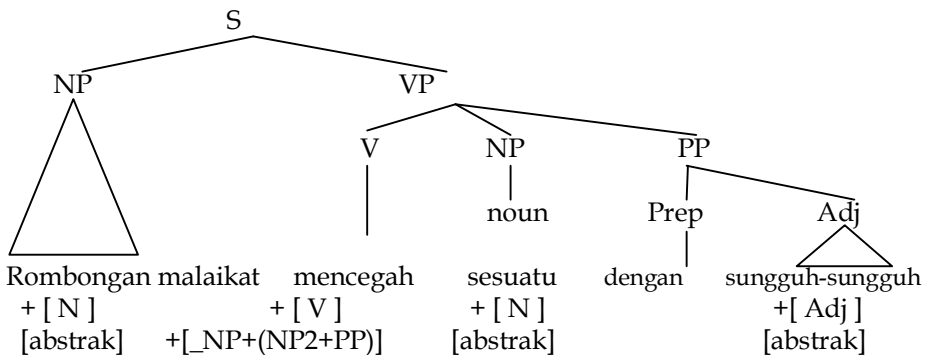 S
NP VP
V NP PP
noun Prep Adj
Rombongan malaikat mencegah sesuatu dengan sungguh-sungguh
+ [ N ] + [ V ] + [ N ] +[ Adj ]
[abstrak] +[_NP+(NP2+PP)] [abstrak] [abstrak]